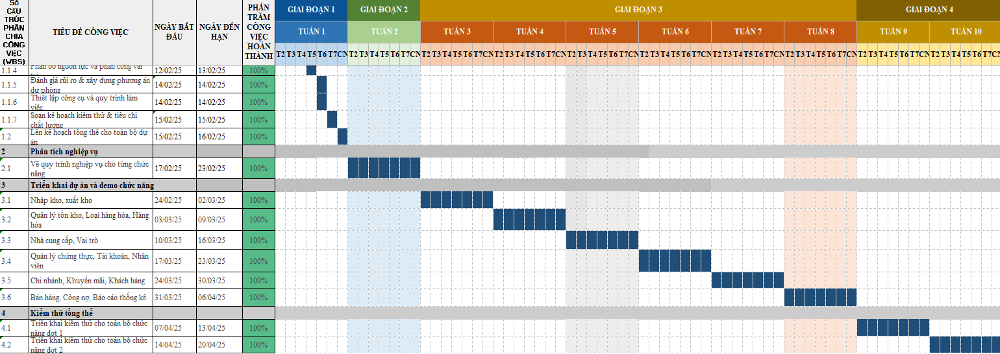 Số CẤU TRÚC PHÂN CHIA CÔNG VIỆC (WBS) TIÊU ĐỀ CÔNG VIỆC NGÀY BẮT ĐẦU NGÀY ĐẾN HẠN PHẦN TRĂM CÔNG VIỆC HOÀN THÀNH
GIAI ĐOẠN 1 GIAI ĐOẠN 2 GIAI ĐOẠN 3 GIAI ĐOẠN 4
TUẦN 1 TUẦN 2 TUẦN 3 TUẦN 4 TUẦN 5 TUẦN 6 TUẦN 7 TUẦN 8 TUẦN 9 TUẦN 10
T2 T3 T4 T5 T6 T7 CN T2 T3 T4 T5 T6 T7 CN T2 T3 T4 T5 T6 T7 CN T2 T3 T4 T5 T6 T7 CN T2 T3 T4 T5 T6 T7 CN T2 T3 T4 T5 T6 T7 CN T2 T3 T4 T5 T6 T7 CN T2 T3 T4 T5 T6 T7 CN T2 T3 T4 T5 T6 T7 CN T2 T3 T4 T5 T6 T7 CN
1.1.4 Phân bổ nguồn lực và phân công vai 12/02/25 13/02/25 100%
1.1.5 Đánh giá rủi ro & xây dựng phương án dự phòng 14/02/25 14/02/25 100%
1.1.6 Thiết lập công cụ và quy trình làm việc 14/02/25 14/02/25 100%
1.1.7 Soạn kế hoạch kiểm thử & tiêu chí chất lượng 15/02/25 15/02/25 100%
1.2 Lên kế hoạch tổng thể cho toàn bộ dự án 15/02/25 16/02/25 100%
2 Phân tích nghiệp vụ
2.1 Vẽ quy trình nghiệp vụ cho từng chức năng 17/02/25 23/02/25 100%
3 Triển khai dự án và demo chức năng
3.1 Nhập kho, xuất kho 24/02/25 02/03/25 100%
3.2 Quản lý tồn kho, Loại hàng hóa, Hàng hóa 03/03/25 09/03/25 100%
3.3 Nhà cung cấp, Vai trò 10/03/25 16/03/25 100%
3.4 Quản lý chứng thực, Tài khoản, Nhân viên 17/03/25 23/03/25 100%
3.5 Chi nhánh, Khuyến mãi, Khách hàng 24/03/25 30/03/25 100%
3.6 Bán hàng, Công nợ, Báo cáo thống kê 31/03/25 06/04/25 100%
4 Kiểm thử tổng thể
4.1 Triển khai kiểm thử cho toàn bộ chức năng đợt 1 07/04/25 13/04/25 100%
4.2 Triển khai kiểm thử cho toàn bộ chức năng đợt 2 14/04/25 20/04/25 100%